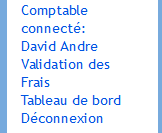 Comptable
connecté:
David Andre
Validation des
Frais
Tableau de bord
Déconnexion